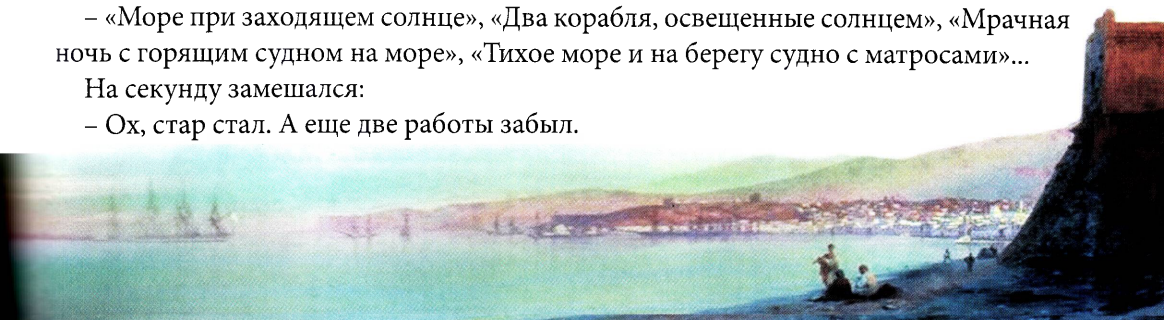 – «Море при заходящем солнце», «Два корабля, освещенные солнцем», «Мрачная
ночь с горящим судном на море», «Тихое море и на берегу судно с матросами»...
На секунду замешался:
– Ох, стар стал. А еще две работы забыл.